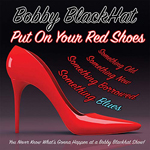 Bobby BlackHat
Put On Your Red Shoes
Something Old
Something New
Something Borrowed
Something Blues
You Never Know What's Gonna Happen at a Bobby BlackHat Show!